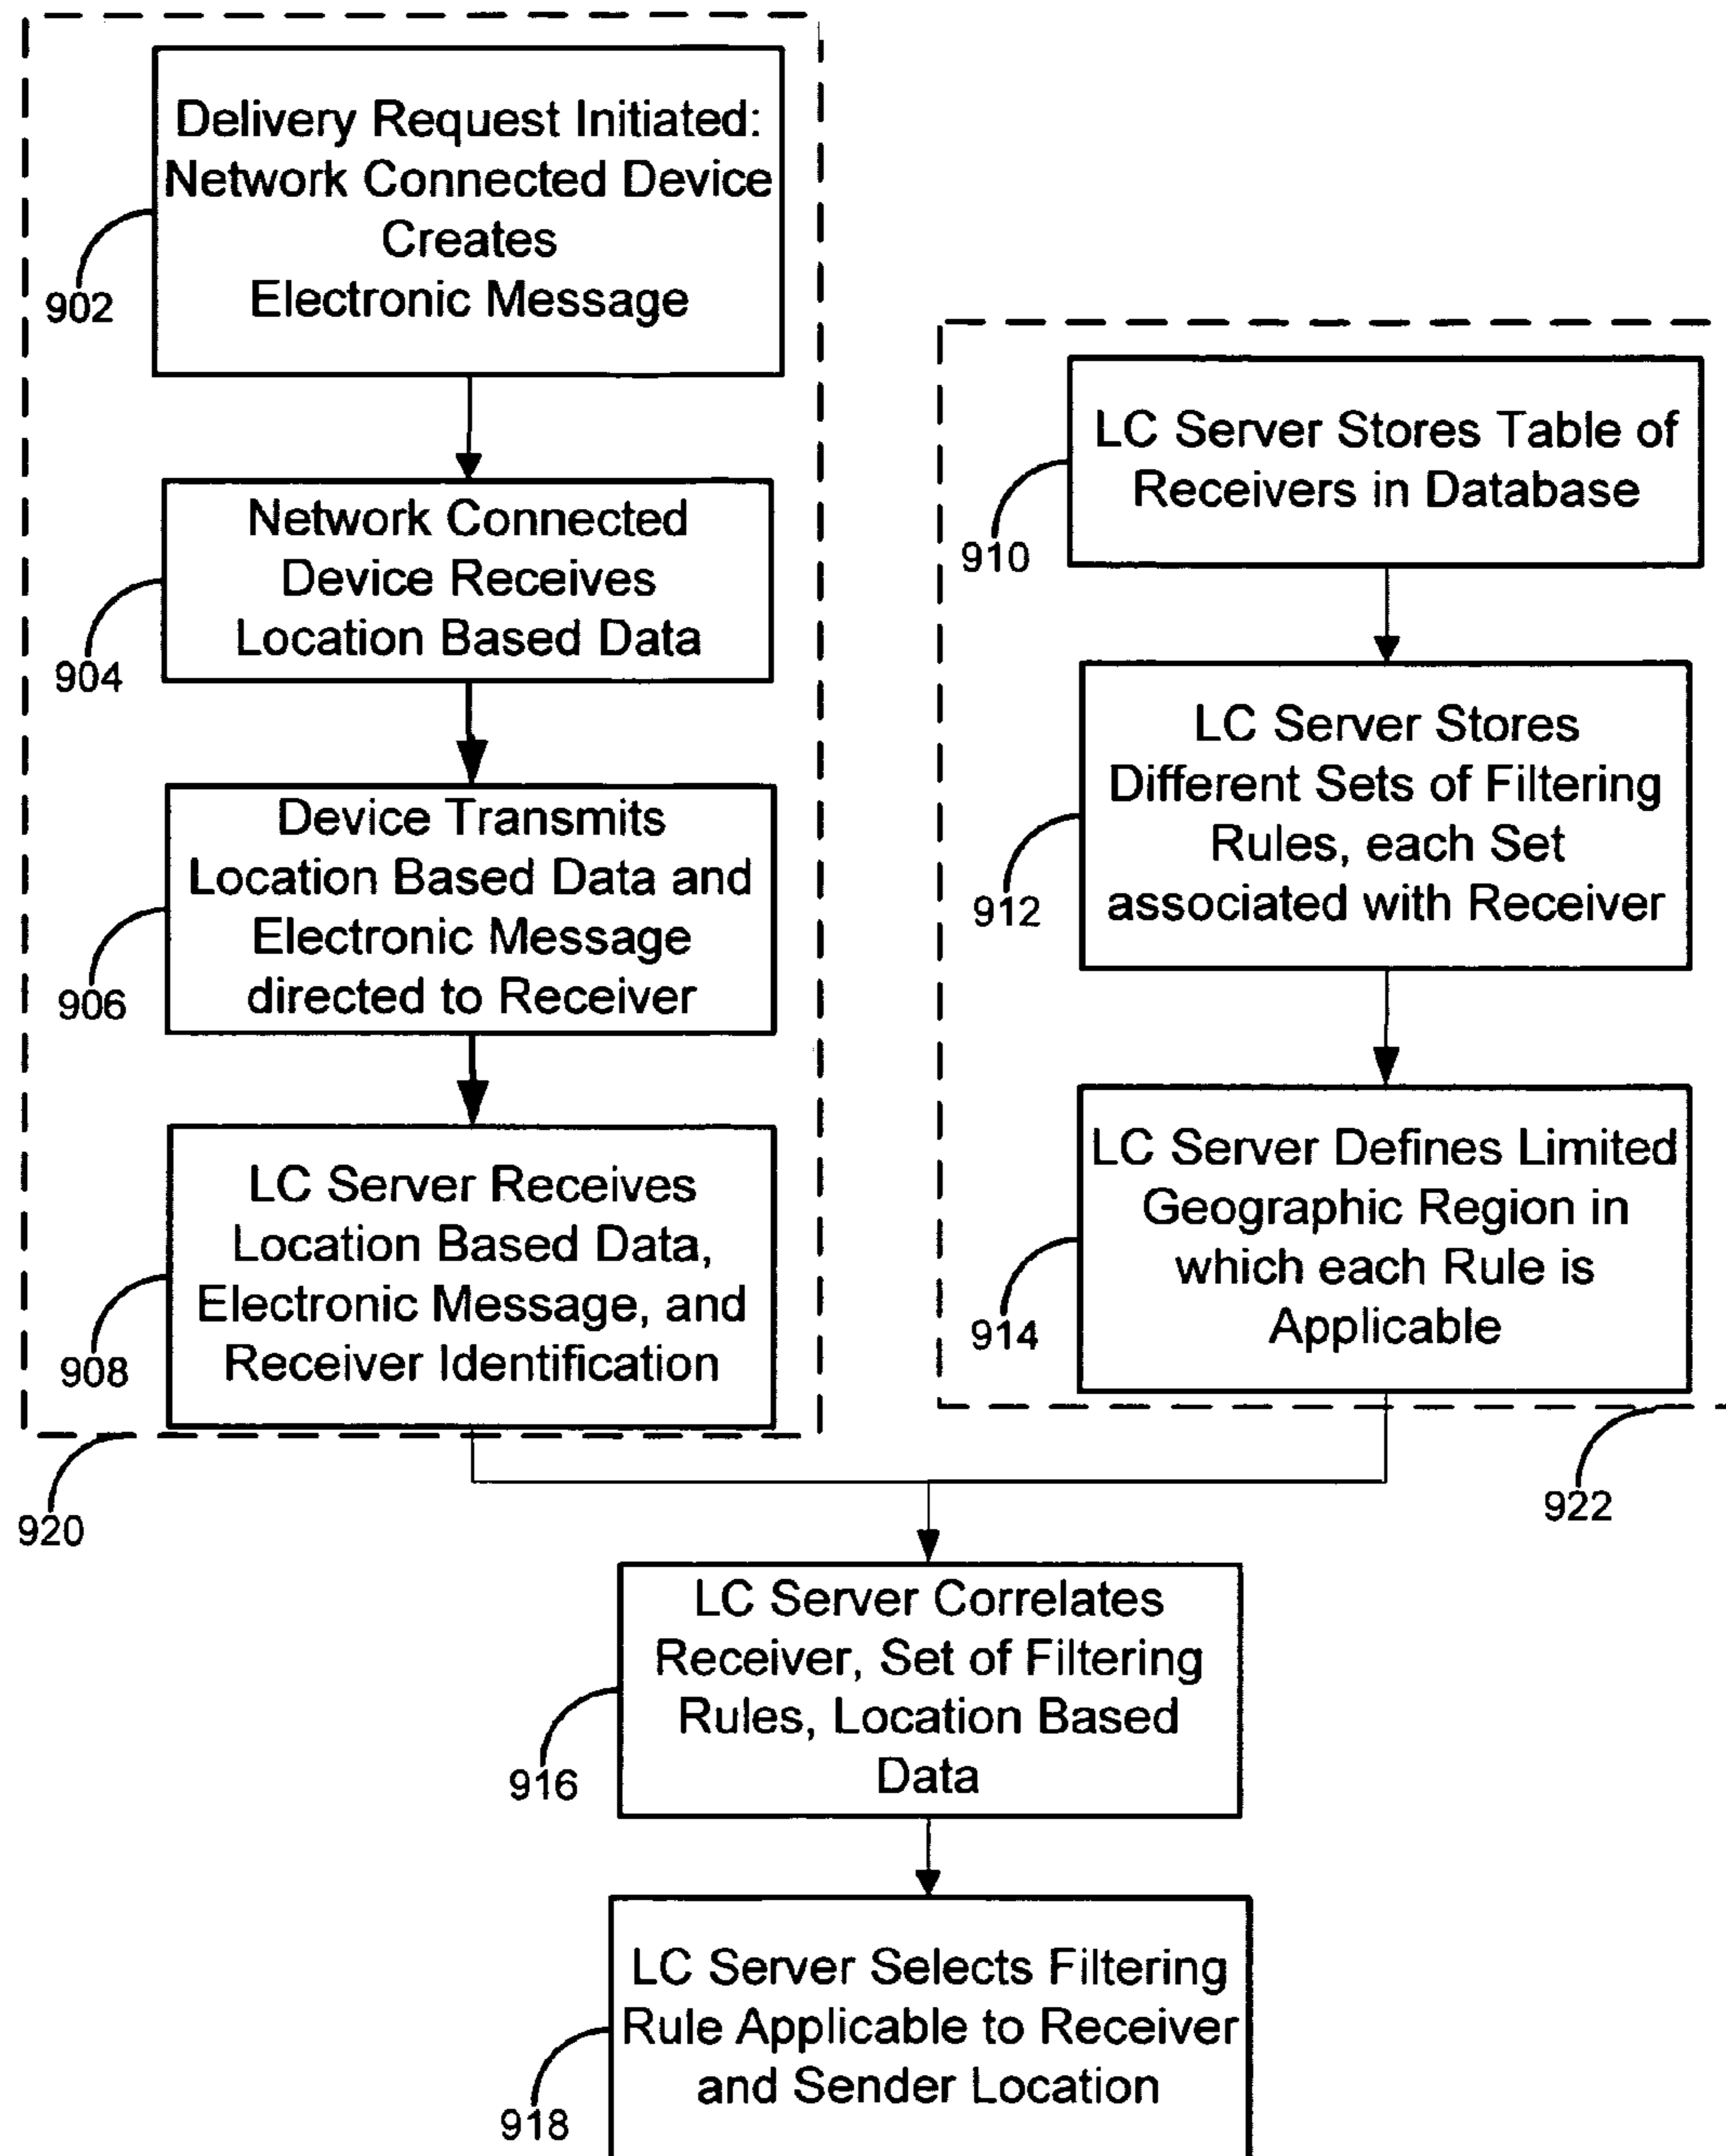 Delivery Request Initiated:
Network Connected Device
Creates
Electronic Message
902
Network Connected
Device Receives
Location Based Data
904
Device Transmits
Location Based Data and
Electronic Message
directed to Receiver
906
LC Server Receives
Location Based Data,
Electronic Message, and
Receiver Identification
908
920
LC Server Stores Table of
Receivers in Database
910
LC Server Stores
Different Sets of Filtering
Rules, each Set
associated with Receiver
912
LC Server Defines Limited
Geographic Region in
which each Rule is
Applicable
914
922
LC Server Correlates
Receiver, Set of Filtering
Rules, Location Based
Data
916
LC Server Selects Filtering
Rule Applicable to Receiver
and Sender Location
918